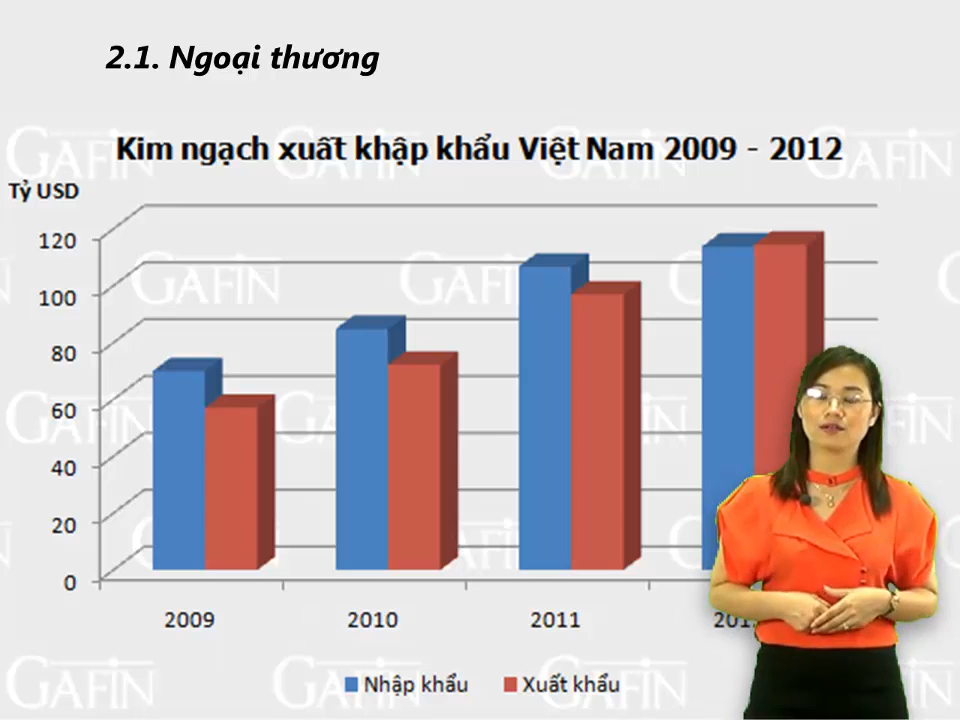 2.1. Ngoại thương
Kim ngạch xuất khập khẩu Việt Nam 2009 - 2012
Tỷ USD
120
100
80
60
40
20
0
2009 2010 2011
Nhập khẩu Xuất khẩu
GAFIN